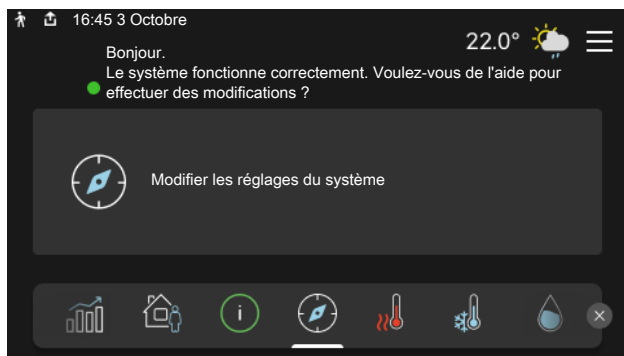 16:45 3 Octobre
22.0°
Bonjour.
Le système fonctionne correctement. Voulez-vous de l'aide pour
effectuer des modifications ?
Modifier les réglages du système
i